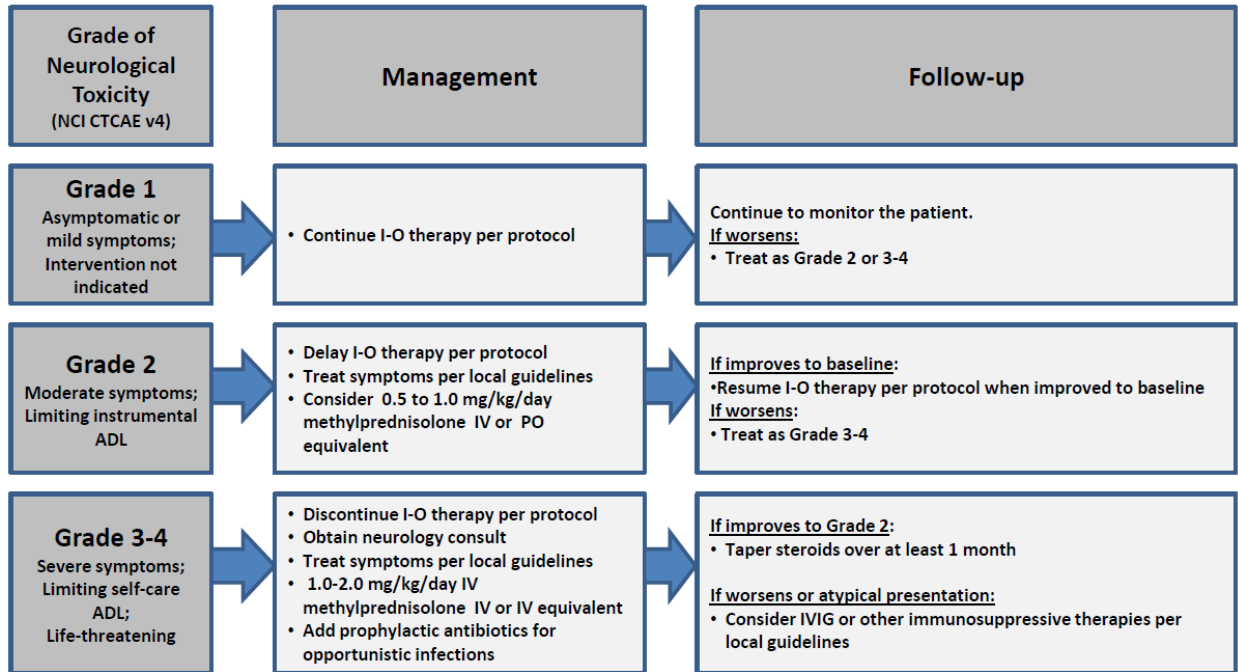 Grade of
Neurological
Toxicity
(NCI CTCAE v4)
Management
Follow-up
Grade 1
Asymptomatic or
mild symptoms;
Intervention not
indicated
• Continue I-O therapy per protocol
Continue to monitor the patient.
If worsens:
• Treat as Grade 2 or 3-4
Grade 2
Moderate symptoms;
Limiting instrumental
ADL
• Delay I-O therapy per protocol
• Treat symptoms per local guidelines
• Consider 0.5 to 1.0 mg/kg/day
methylprednisolone IV or PO
equivalent
If improves to baseline:
•Resume I-O therapy per protocol when improved to baseline
If worsens:
• Treat as Grade 3-4
Grade 3-4
Severe symptoms;
Limiting self-care
ADL;
Life-threatening
• Discontinue I-O therapy per protocol
• Obtain neurology consult
• Treat symptoms per local guidelines
• 1.0-2.0 mg/kg/day IV
methylprednisolone IV or IV equivalent
• Add prophylactic antibiotics for
opportunistic infections
If improves to Grade 2:
• Taper steroids over at least 1 month
If worsens or atypical presentation:
• Consider IVIG or other immunosuppressive therapies per
local guidelines